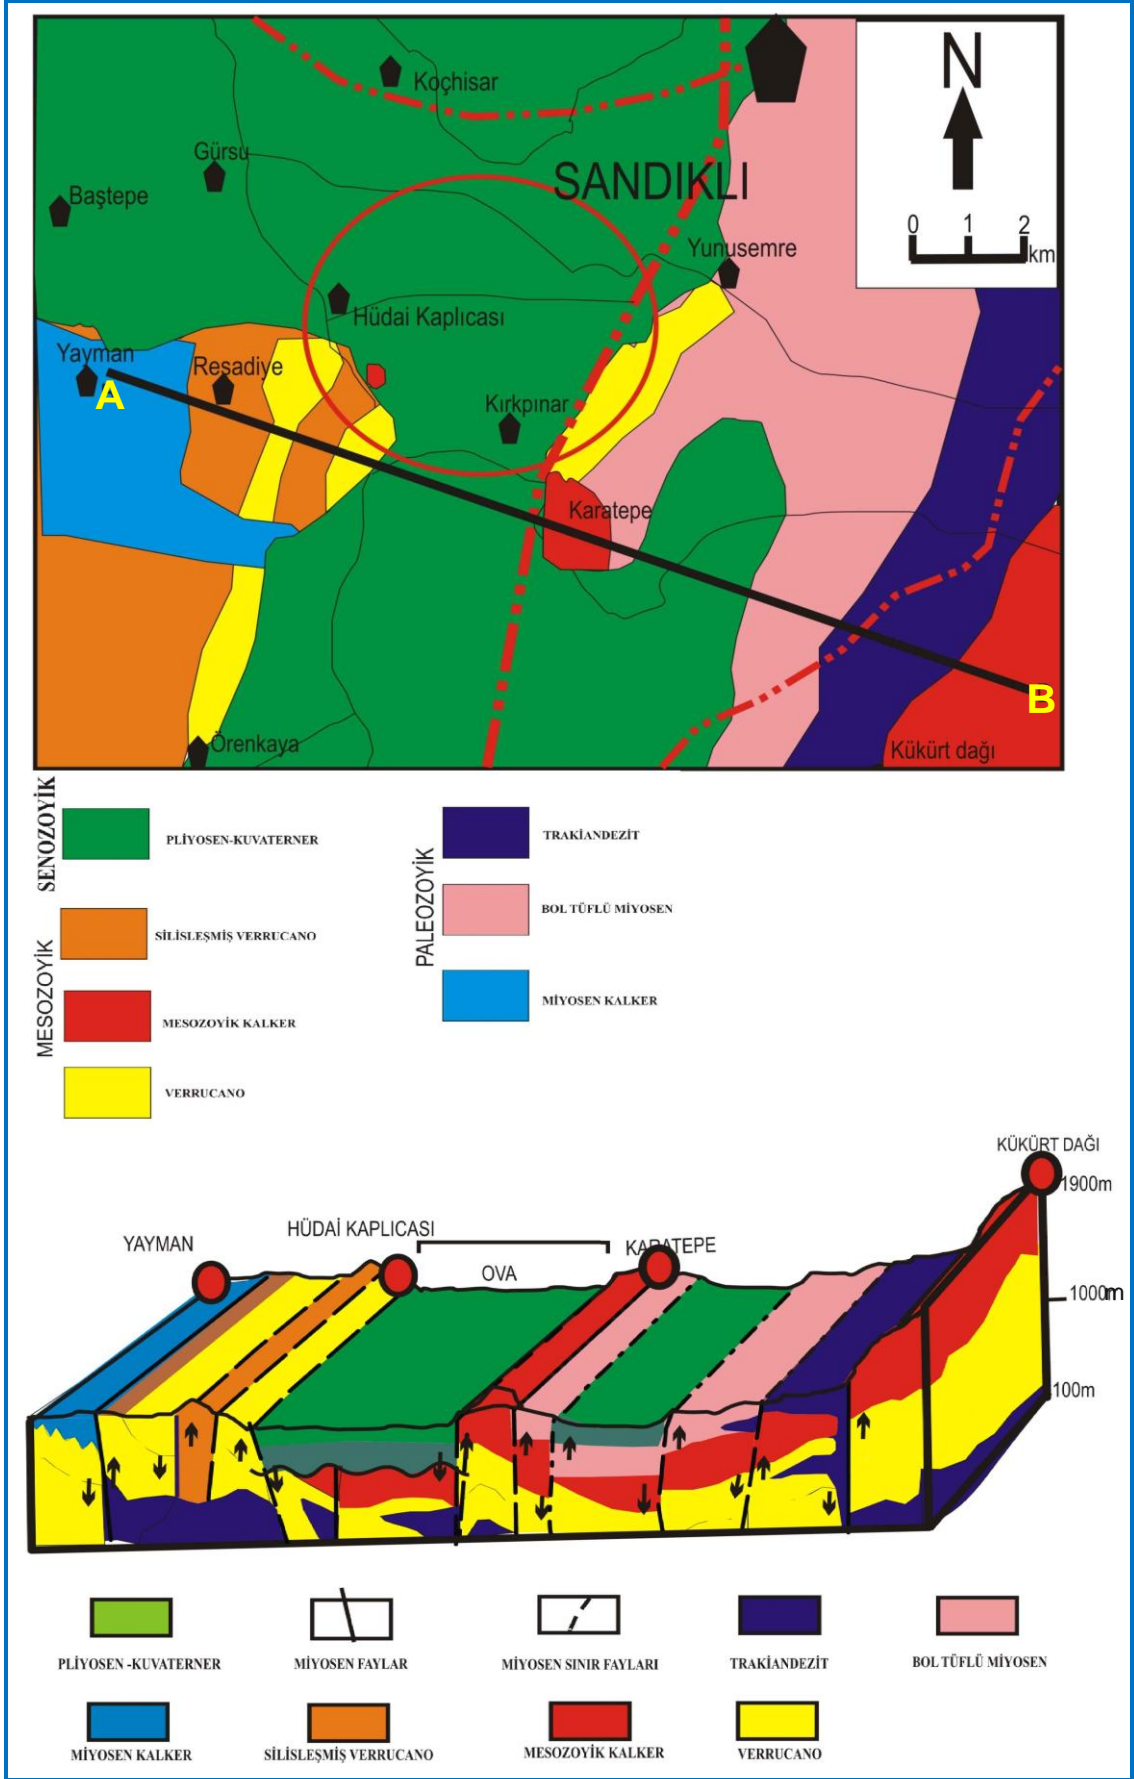 N
Koçhisar
Gürsu
SANDIKLI
Baştepe
0 1 2
km
Yunusemre
Hüdai Kaplıcası
Yayman
Reşadiye
A
Kırkpınar
Karatepe
B
Örenkaya
Kükürt dağı
SENOZOYİK
PLİYOSEN-KUVATERNER
MESOZOYİK
SİLİSLEŞMİŞ VERRUCANO
MESOZOYİK KALKER
VERRUCANO
PALEOZOYİK
TRAKİANDEZİT
BOL TÜFLÜ MİYOSEN
MİYOSEN KALKER
KÜKÜRT DAĞI
1900m
HÜDAİ KAPLICASI
YAYMAN
KARATEPE
OVA
1000m
100m
PLİYOSEN -KUVATERNER
MİYOSEN FAYLAR
MİYOSEN SINIR FAYLARI
TRAKİANDEZİT
BOL TÜFLÜ MİYOSEN
MİYOSEN KALKER
SİLİSLEŞMİŞ VERRUCANO
MESOZOYİK KALKER
VERRUCANO